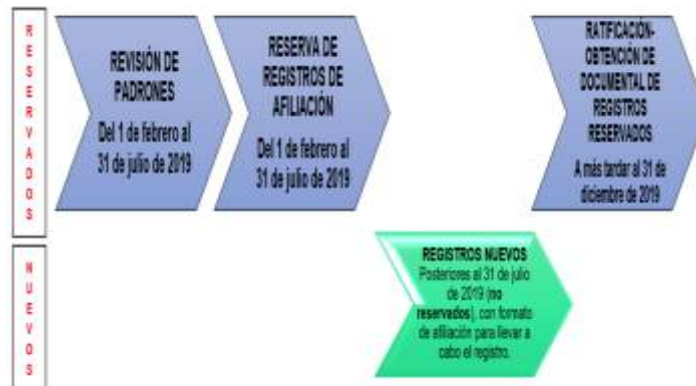 RESERVADOS
REVISIÓN DE
PADRONES
Del 1 de febrero al
31 de julio de 2019
RESERVA DE
REGISTROS DE
AFILIACIÓN
Del 1 de febrero al
31 de julio de 2019
RATIFICACIÓN-
OBTENCIÓN DE
DOCUMENTAL DE
REGISTROS
RESERVADOS
A más tardar al 31 de
diciembre de 2019
NUEVOS
REGISTROS NUEVOS
Posteriores al 31 de julio
de 2019 (no
reservados), con formato
de afiliación para llevar a
cabo el registro.